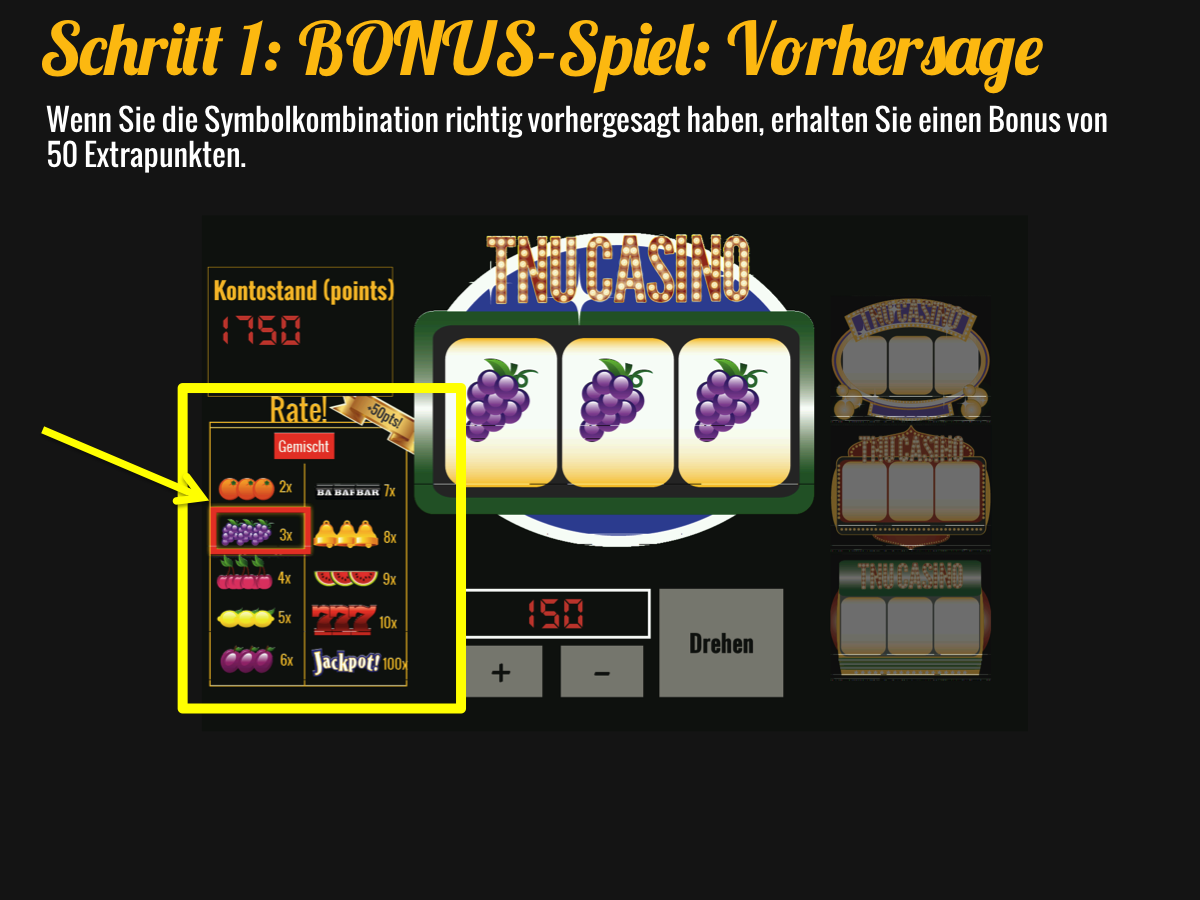 Schritt 1: BONUS-Spiel: Vorhersage
Wenn Sie die Symbolkombination richtig vorhergesagt haben, erhalten Sie einen Bonus von
50 Extrapunkten.
TNUCASINO
Kontostand (points)
1750
Rate!
+50pts!
Gemischt
2x
BAR BAR BAR 7x
3x
8x
4x
9x
5x
777 10x
6x
Jackpot! 100x
150
+
−
Drehen
TNUCASINO
TNUCASINO
TNUCASINO